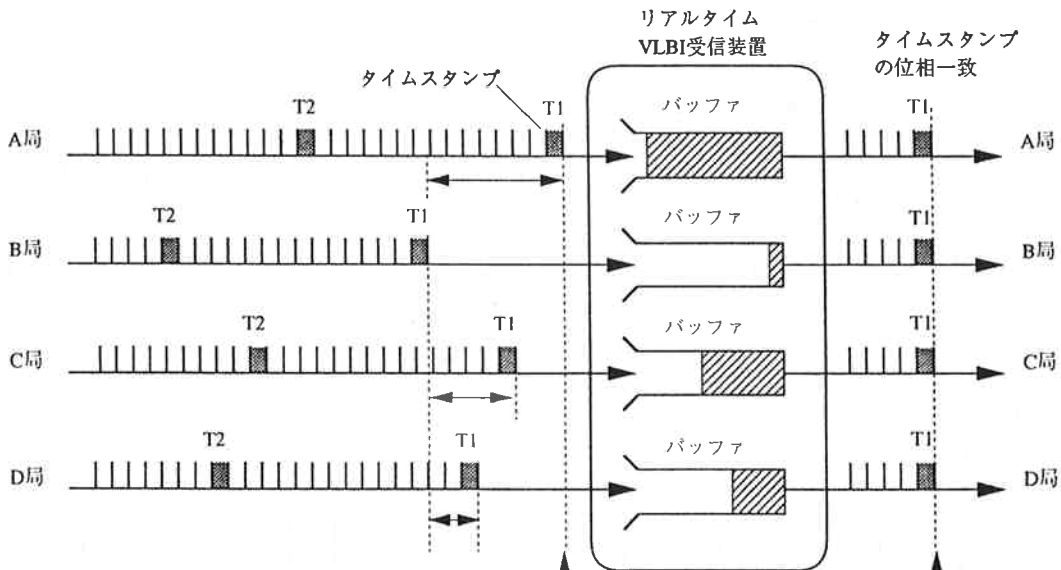 リアルタイム
VLBI受信装置
タイムスタンプ
の位相一致
タイムスタンプ
T2
T1
バッファ
T1
A局
A局
T2
T1
バッファ
T1
B局
B局
T2
T1
バッファ
T1
C局
C局
T2
T1
バッファ
T1
D局
D局